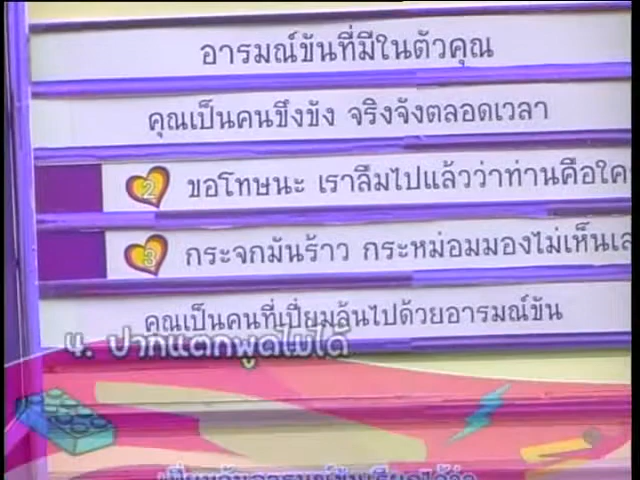 อารมณ์ขันที่มีในตัวคุณ
คุณเป็นคนขึงขัง จริงจังตลอดเวลา
2 ขอโทษนะ เราลืมไปแล้วว่าท่านคือใค
3 กระจกมันร้าว กระหม่อมมองไม่เห็นเล
คุณเป็นคนที่เปี่ยมล้นไปด้วยอารมณ์ขัน
4. ปากแตกพูดไม่ได้